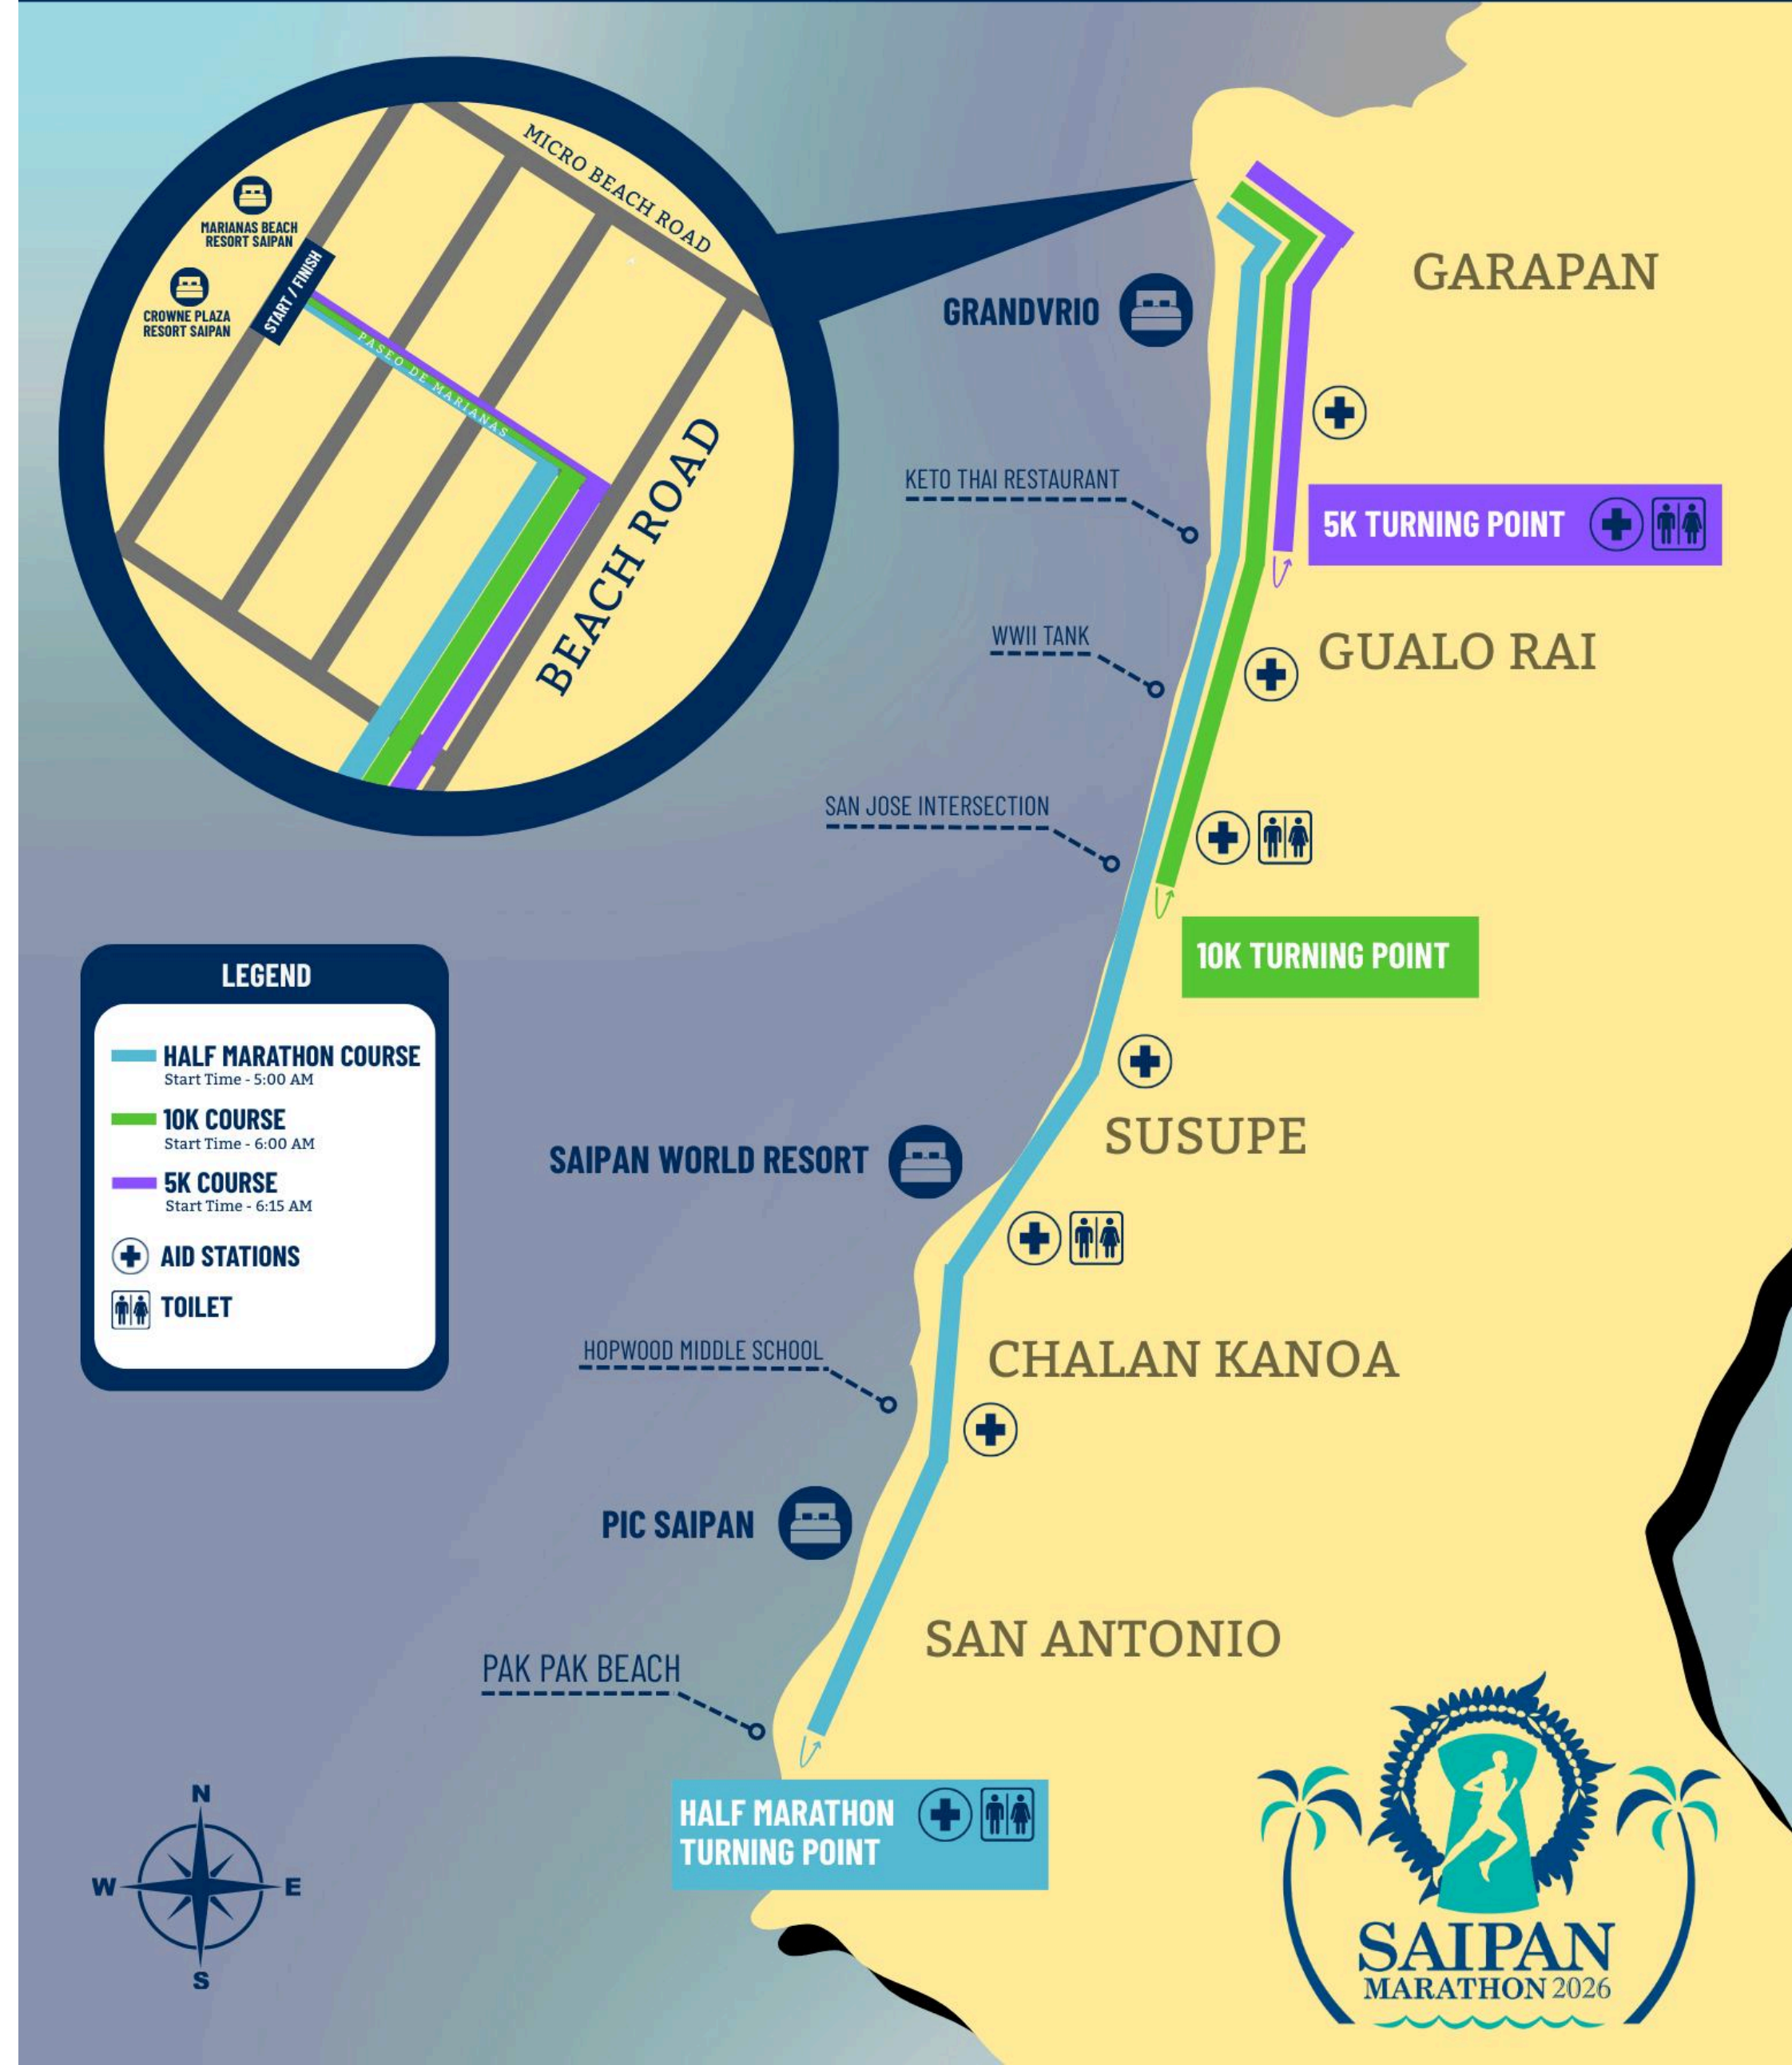 MICRO BEACH ROAD
MARIANAS BEACH
RESORT SAIPAN
CROWNE PLAZA
RESORT SAIPAN
START / FINISH
PASEO DE MARIANAS
BEACH ROAD
GARAPAN
GRANDVRIO
KETO THAI RESTAURANT
5K TURNING POINT
WWII TANK
GUALO RAI
SAN JOSE INTERSECTION
10K TURNING POINT
LEGEND
HALF MARATHON COURSE
Start Time - 5:00 AM
10K COURSE
Start Time - 6:00 AM
5K COURSE
Start Time - 6:15 AM
AID STATIONS
TOILET
SUSUPE
SAIPAN WORLD RESORT
HOPWOOD MIDDLE SCHOOL
CHALAN KANOA
PIC SAIPAN
SAN ANTONIO
PAK PAK BEACH
HALF MARATHON
TURNING POINT
N
W
E
S
SAIPAN
MARATHON 2026